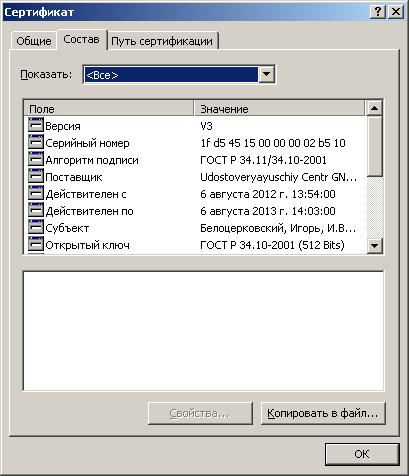 Сертификат
Общие Состав Путь сертификации
Показать: <Все>
Поле Значение
Версия V3
Серийный номер 1f d5 45 15 00 00 00 02 b5 10
Алгоритм подписи ГОСТ Р 34.11/34.10-2001
Поставщик Udostoveryayuschiy Centr GN...
Действителен с 6 августа 2012 г. 13:54:00
Действителен по 6 августа 2013 г. 14:03:00
Субъект Белоцерковский, Игорь, И.В...
Открытый ключ ГОСТ Р 34.10-2001 (512 Bits)
Свойства... Копировать в файл...
ОК